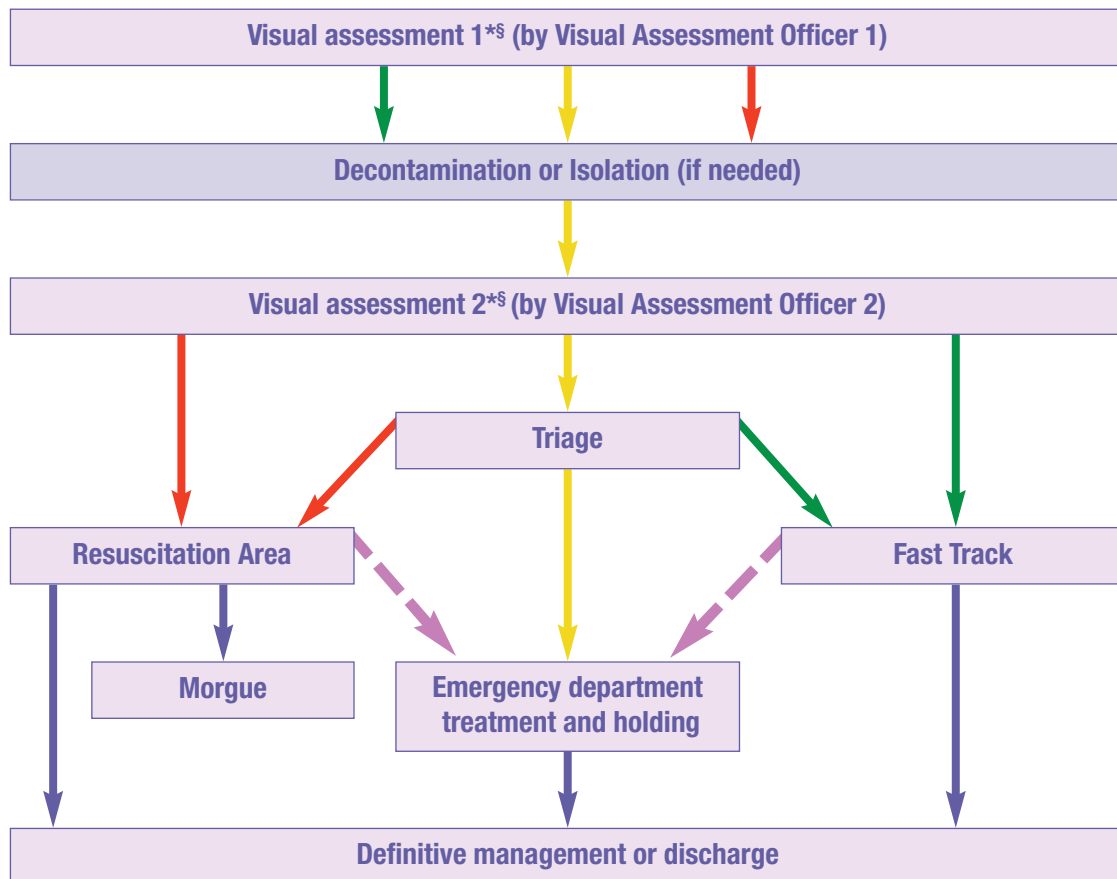 Visual assessment 1*§ (by Visual Assessment Officer 1)
Decontamination or Isolation (if needed)
Visual assessment 2*§ (by Visual Assessment Officer 2)
Triage
Resuscitation Area
Fast Track
Morgue
Emergency department
treatment and holding
Definitive management or discharge